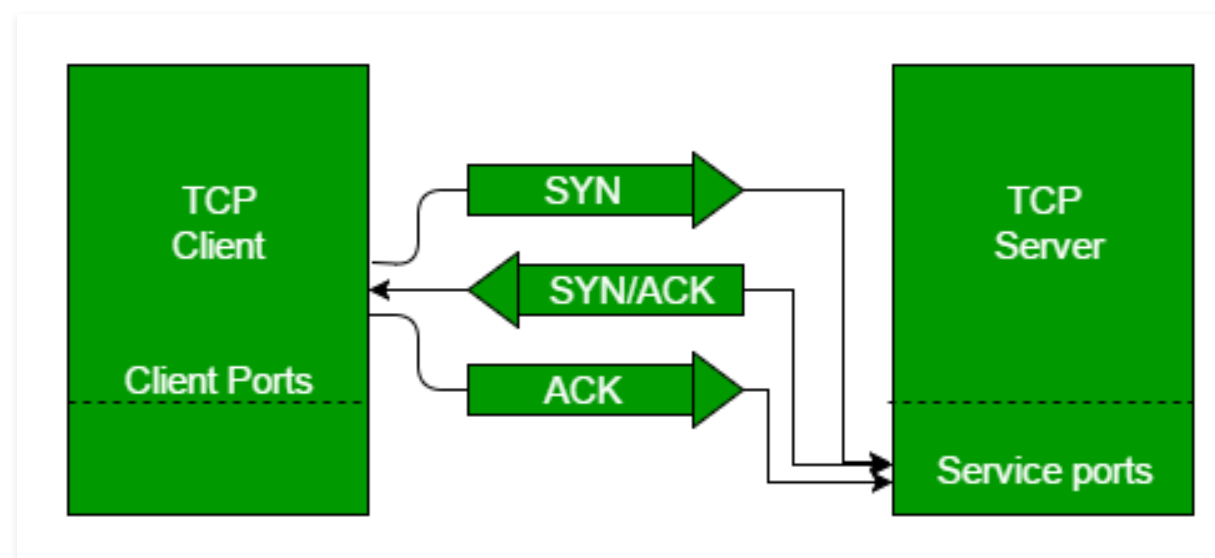 TCP
Client
Client Ports
SYN
SYN/ACK
ACK
TCP
Server
Service ports